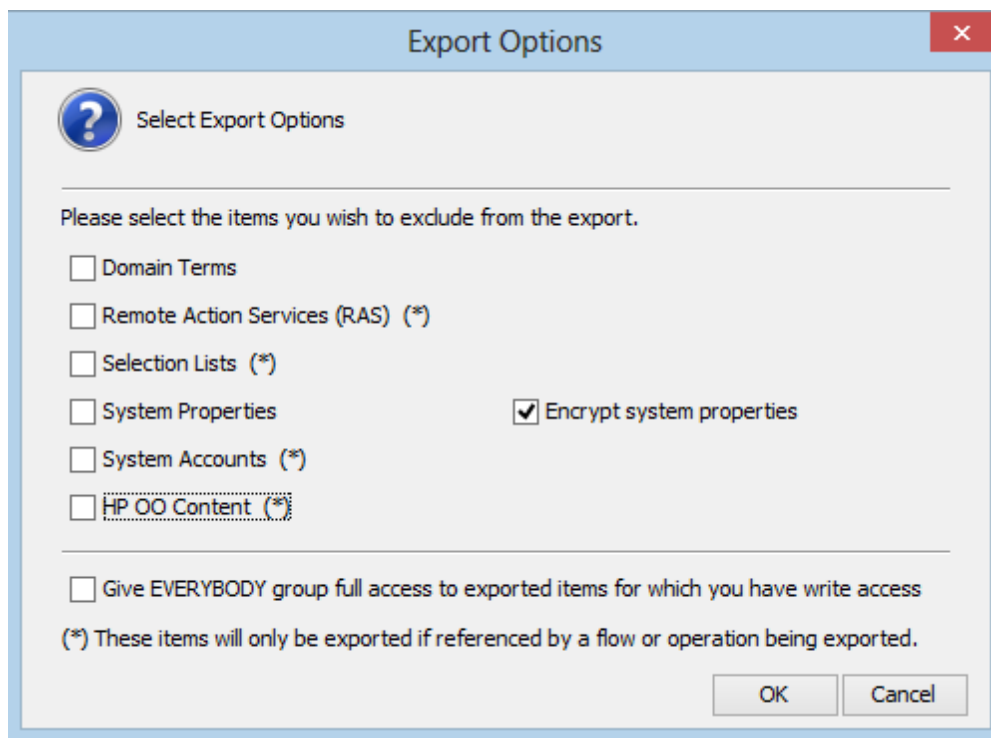 Export Options
Select Export Options
Please select the items you wish to exclude from the export.
Domain Terms
Remote Action Services (RAS) (*)
Selection Lists (*)
System Properties
Encrypt system properties
System Accounts (*)
HP OO Content (*)
Give EVERYBODY group full access to exported items for which you have write access
(*) These items will only be exported if referenced by a flow or operation being exported.
OK
Cancel